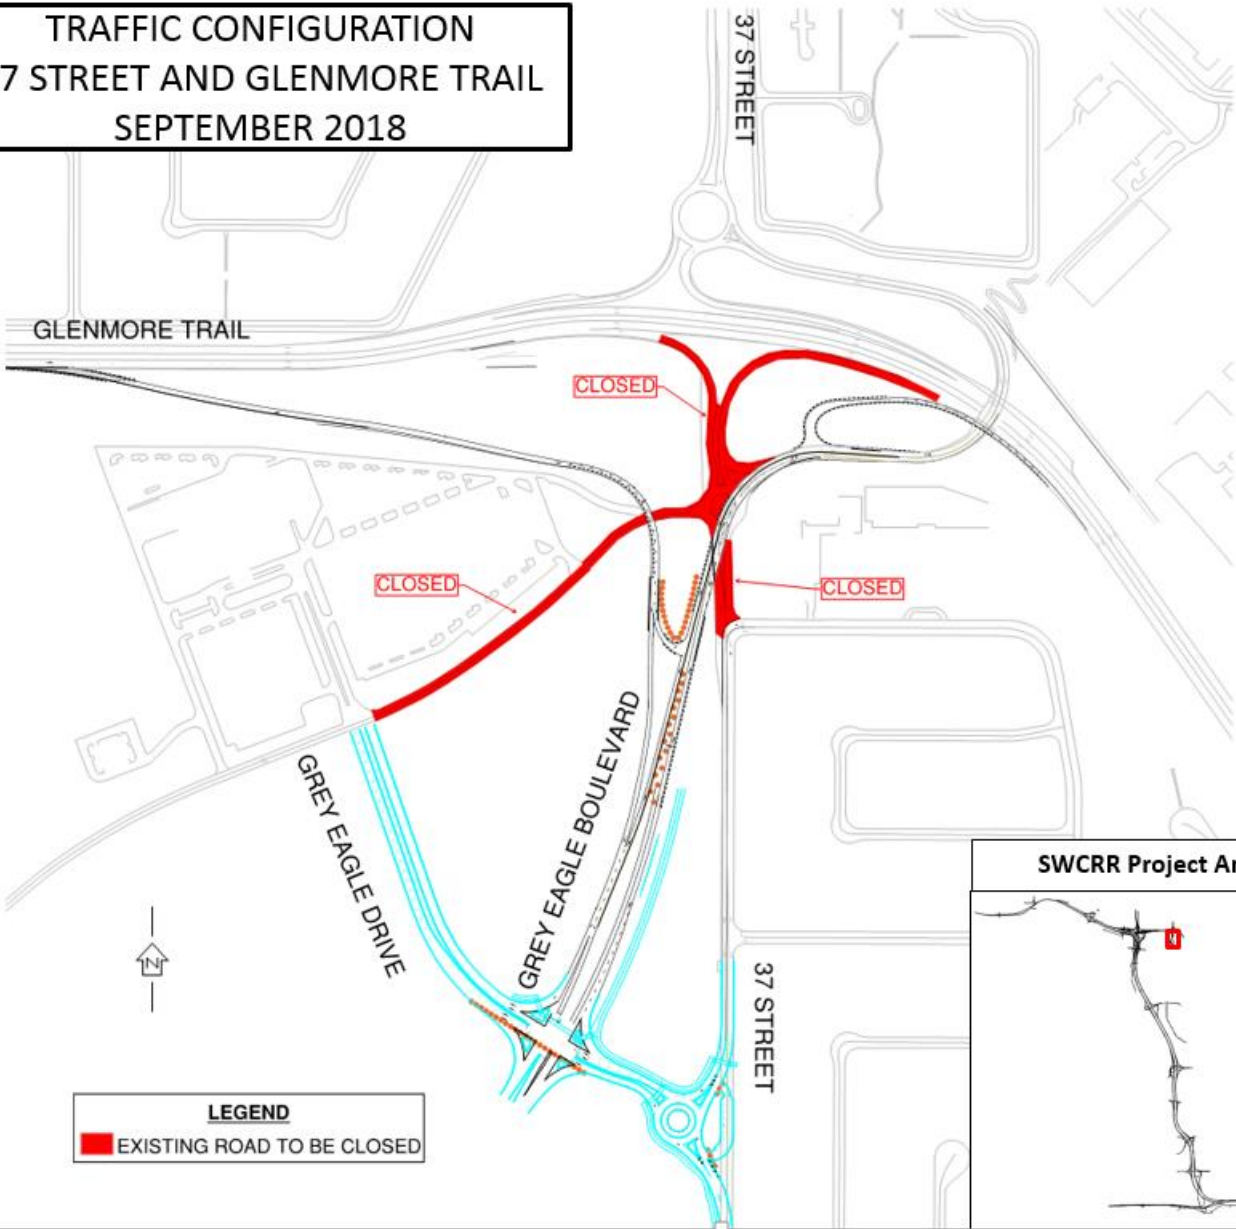 TRAFFIC CONFIGURATION
7 STREET AND GLENMORE TRAIL
SEPTEMBER 2018
37 STREET
GLENMORE TRAIL
CLOSED
CLOSED
CLOSED
GREY EAGLE BOULEVARD
GREY EAGLE DRIVE
SWCRR Project Ar
N
37 STREET
LEGEND
EXISTING ROAD TO BE CLOSED